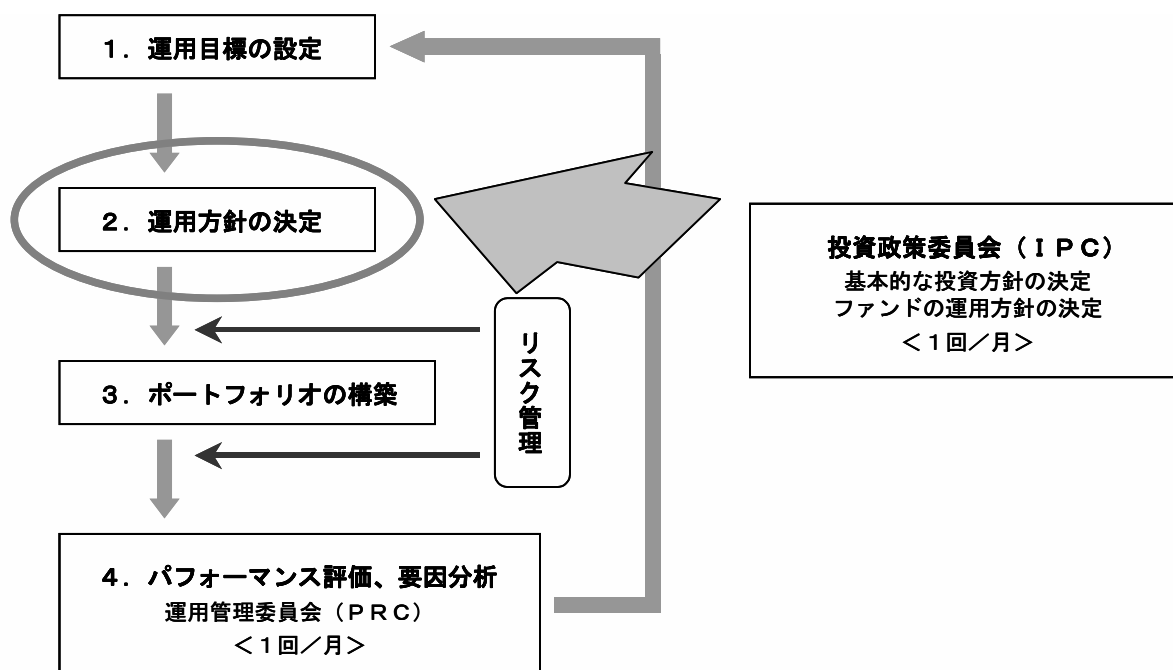 １．運用目標の設定
２．運用方針の決定
投資政策委員会（ＩＰＣ）
基本的な投資方針の決定
ファンドの運用方針の決定
＜１回／月＞
リスク管理
３．ポートフォリオの構築
４．パフォーマンス評価、要因分析
運用管理委員会（ＰＲＣ）
＜１回／月＞